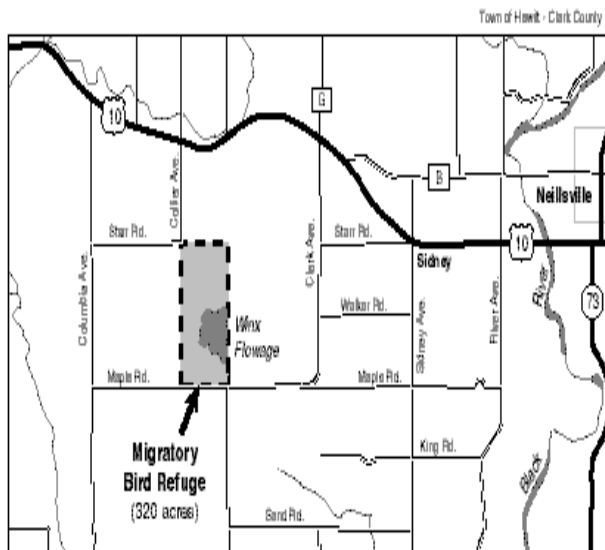 Town of Hewitt - Clark County
10
G
B
Neillsville
Collier Ave.
Starr Rd.
Clark Ave.
Starr Rd.
Sidney
10
River
73
Columbia Ave.
Walker Rd.
Sidney Ave.
River Ave.
Flowage
Maple Rd.
Maple Rd.
Migratory
Bird Refuge
(320 acres)
King Rd.
Black
Sand Rd.